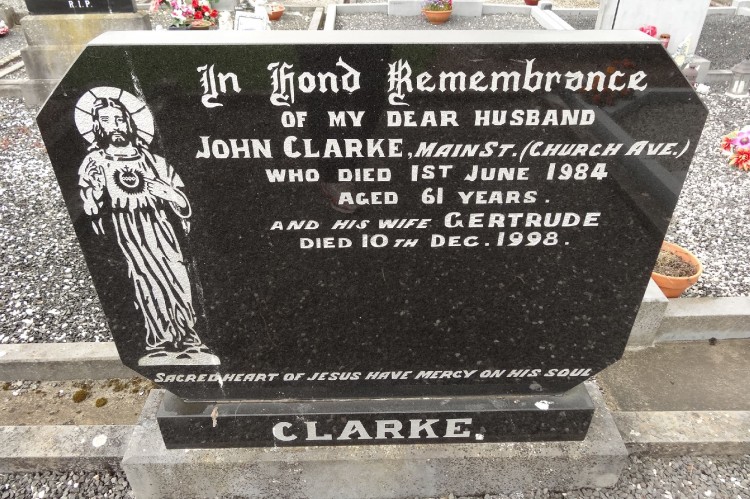 R.I.P.
In Fond Remembrance
OF MY DEAR HUSBAND
JOHN CLARKE, MAIN ST. (CHURCH AVE.)
WHO DIED 1ST JUNE 1984
AGED 61 YEARS.
AND HIS WIFE GERTRUDE
DIED 10TH DEC. 1998.
SACRED HEART OF JESUS HAVE MERCY ON HIS SOUL
CLARKE.